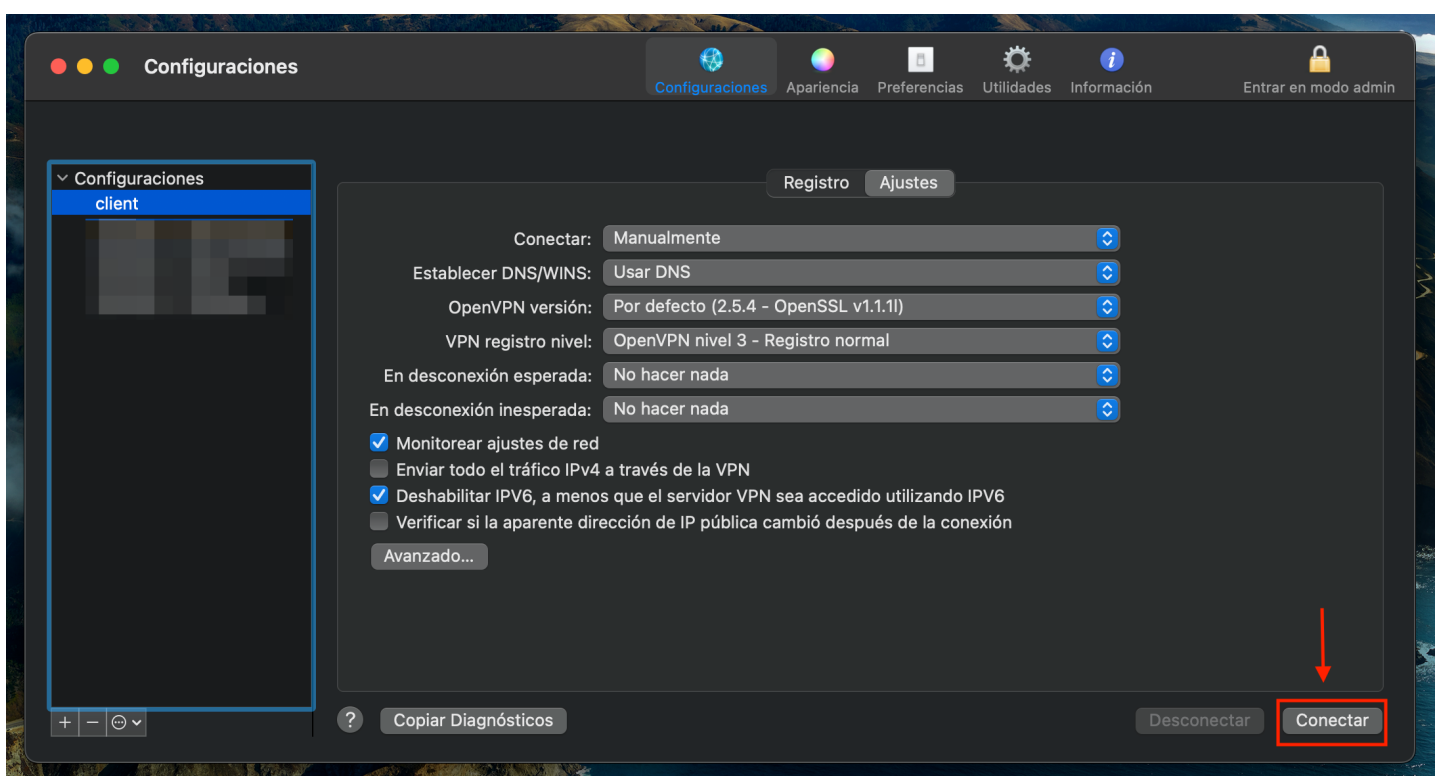 Configuraciones
Configuraciones Apariencia Preferencias Utilidades Información Entrar en modo admin
Configuraciones
client
Registro Ajustes
Conectar: Manualmente
Establecer DNS/WINS: Usar DNS
OpenVPN versión: Por defecto (2.5.4 - OpenSSL v1.1.1l)
VPN registro nivel: OpenVPN nivel 3 - Registro normal
En desconexión esperada: No hacer nada
En desconexión inesperada: No hacer nada
Monitorear ajustes de red
Enviar todo el tráfico IPv4 a través de la VPN
Deshabilitar IPV6, a menos que el servidor VPN sea accedido utilizando IPV6
Verificar si la aparente dirección de IP pública cambió después de la conexión
Avanzado...
? Copiar Diagnósticos Desconectar Conectar